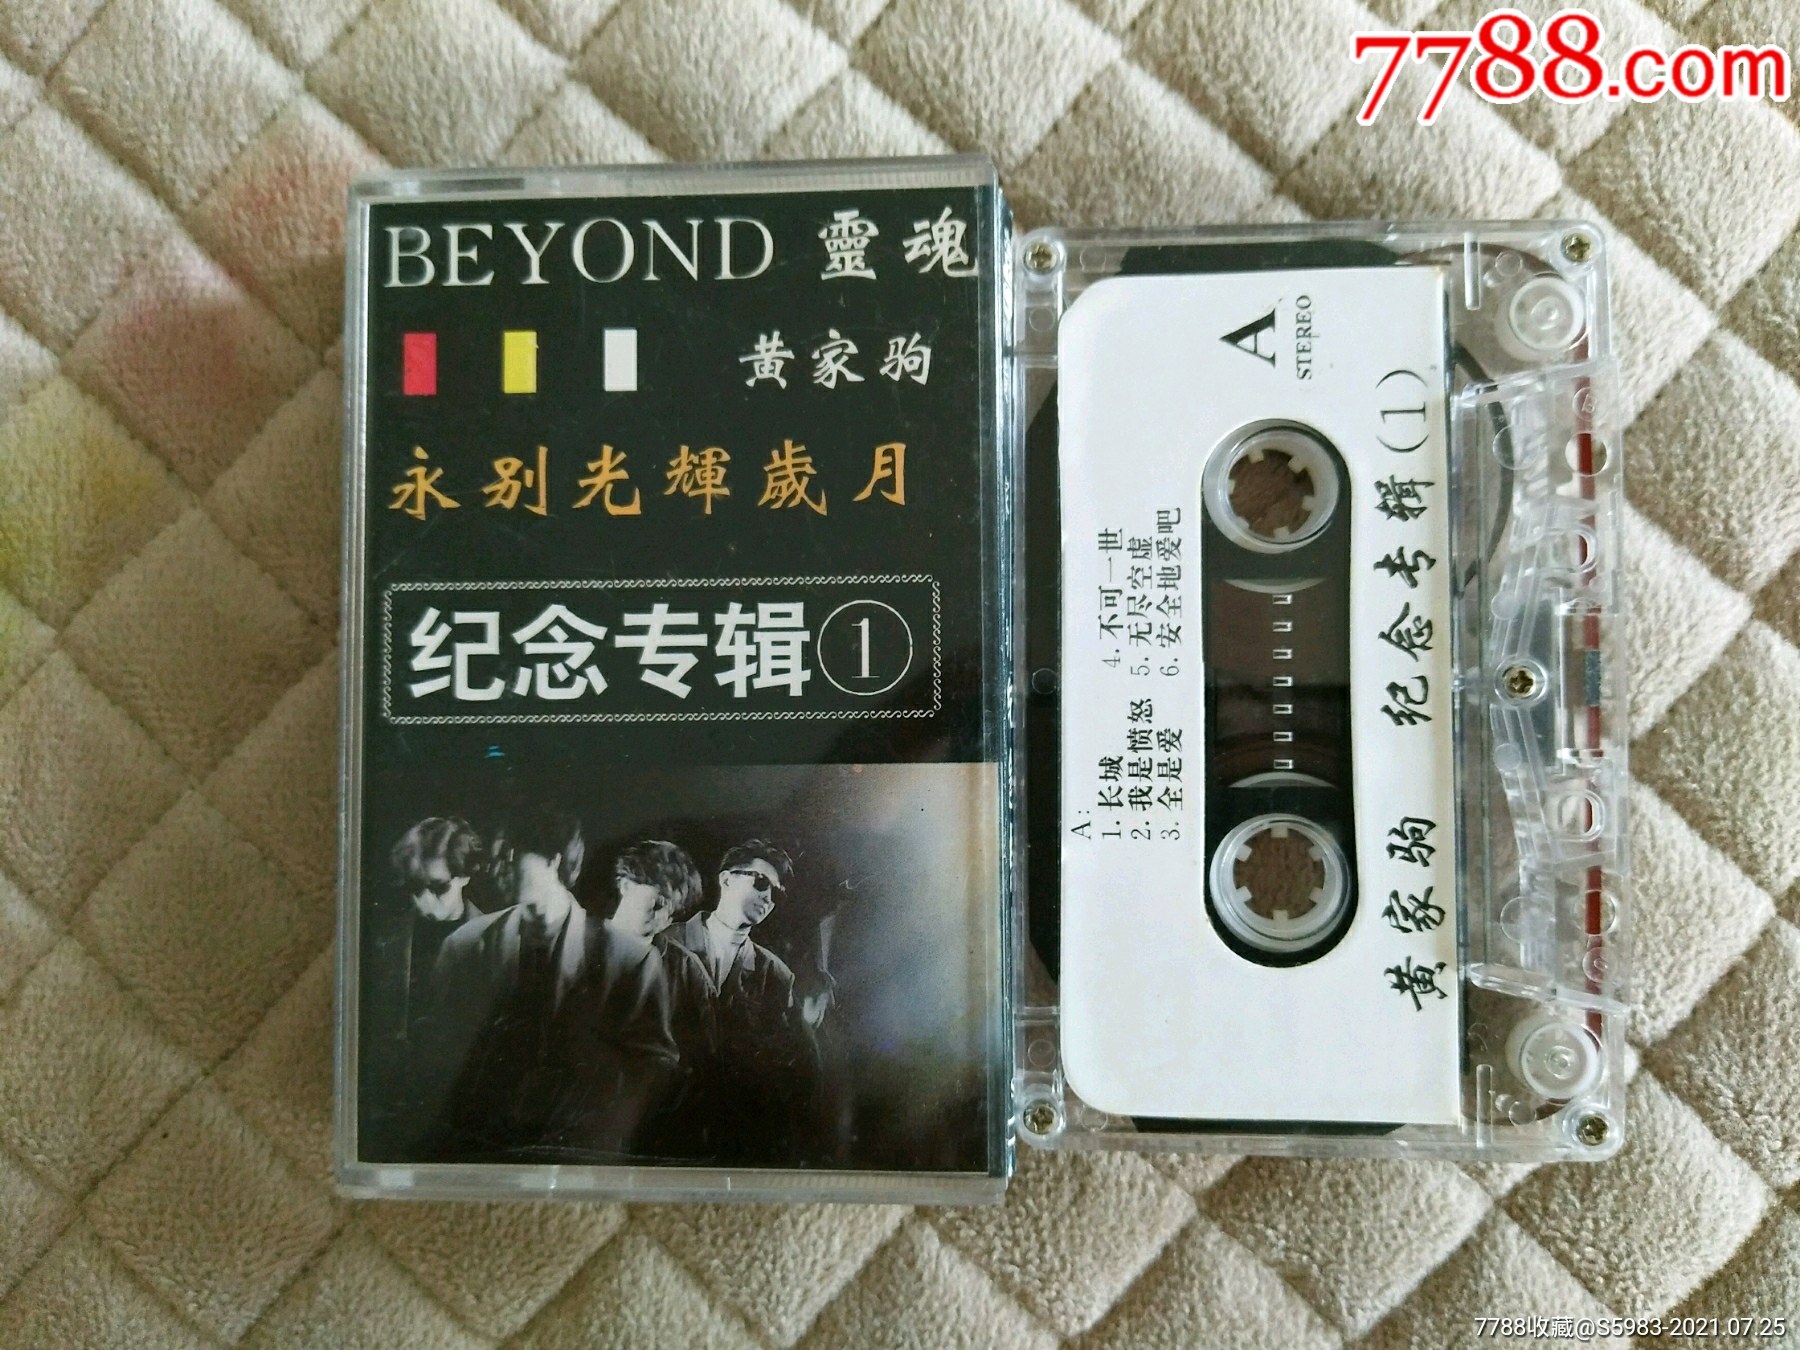 7788.com
BEYOND 靈魂
黄家驹
永别光輝歲月
纪念专辑①
A
STEREO
A:
1. 长城
2. 我是愤怒
3. 全是爱
4. 不可一世
5. 无尽空虚
6. 安全地爱吧
黄家驹 纪念专辑(1)
7788收藏@S5983-2021.07.25